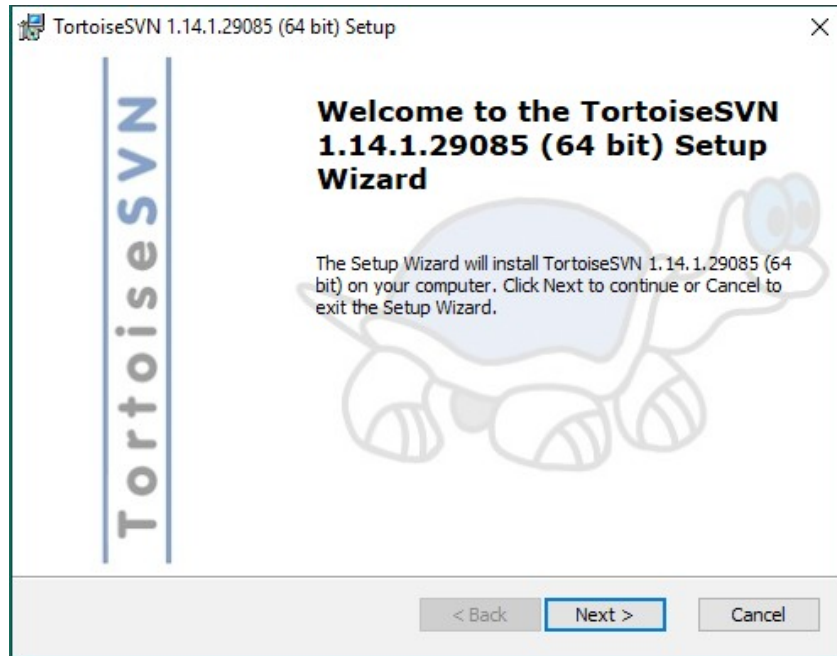 TortoiseSVN 1.14.1.29085 (64 bit) Setup
TortoiseSVN
Welcome to the TortoiseSVN
1.14.1.29085 (64 bit) Setup
Wizard
The Setup Wizard will install TortoiseSVN 1.14.1.29085 (64
bit) on your computer. Click Next to continue or Cancel to
exit the Setup Wizard.
< Back
Next >
Cancel